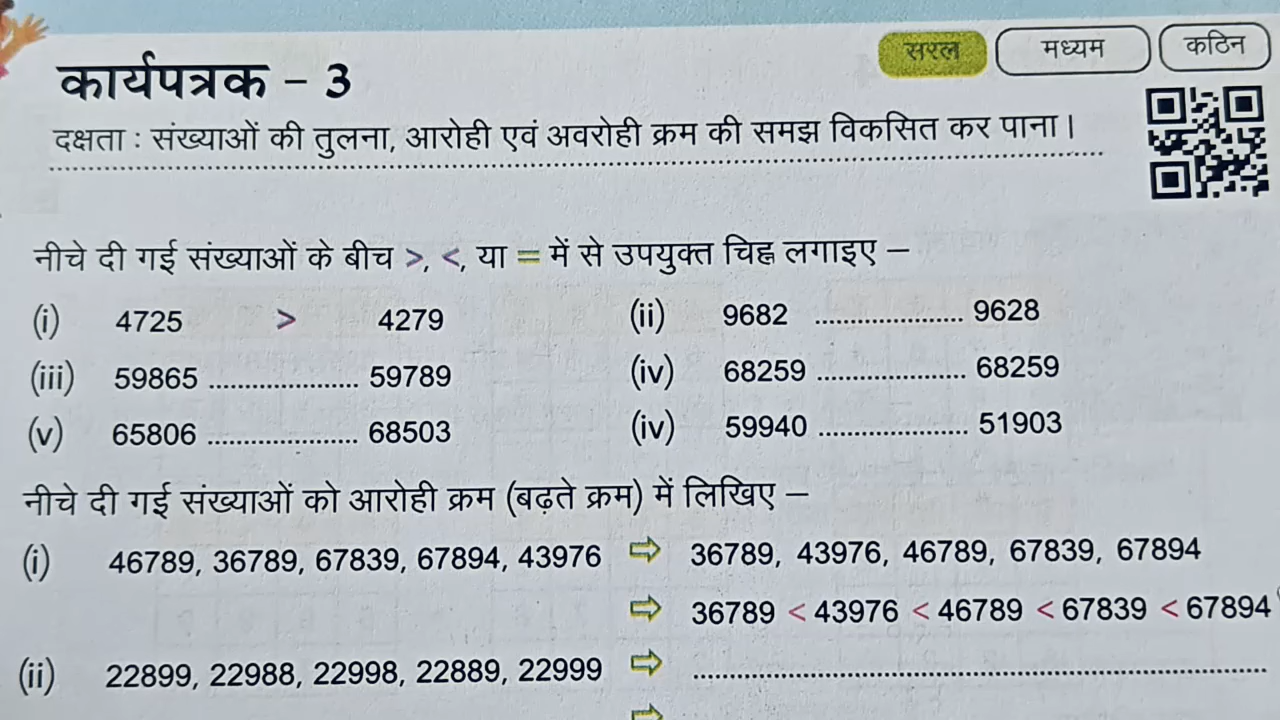 सरल मध्यम कठिन
कार्यपत्रक – 3
दक्षता : संख्याओं की तुलना, आरोही एवं अवरोही क्रम की समझ विकसित कर पाना।
नीचे दी गई संख्याओं के बीच >, <, या = में से उपयुक्त चिह्न लगाइए –
(i) 4725 > 4279 (ii) 9682 .................... 9628
(iii) 59865 .................... 59789 (iv) 68259 .................... 68259
(v) 65806 .................... 68503 (iv) 59940 .................... 51903
नीचे दी गई संख्याओं को आरोही क्रम (बढ़ते क्रम) में लिखिए –
(i) 46789, 36789, 67839, 67894, 43976 ⇨ 36789, 43976, 46789, 67839, 67894
⇨ 36789 < 43976 < 46789 < 67839 < 67894
(ii) 22899, 22988, 22998, 22889, 22999 ⇨ ....................